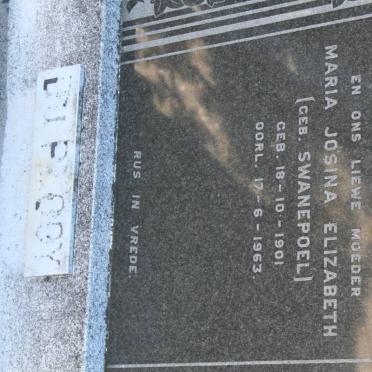 EN ONS LIEWE MOEDER
MARIA JOSINA ELIZABETH
(GEB. SWANEPOEL)
GEB. 18-10-1901
OORL. 17-6-1963.
RUS IN VREDE.